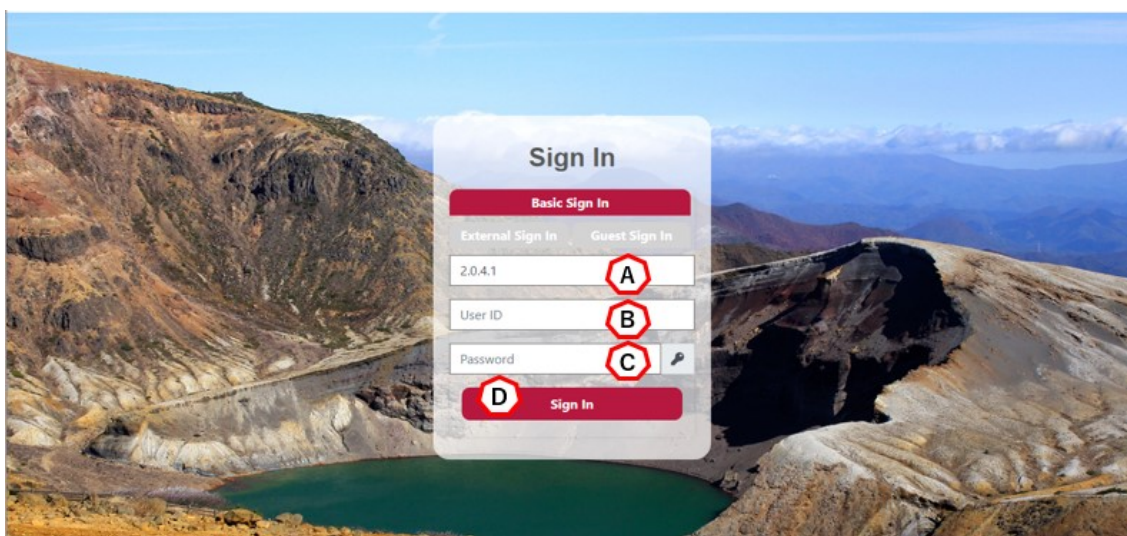 Sign In
Basic Sign In
External Sign In Guest Sign In
2.0.4.1 A
User ID B
Password C
D Sign In